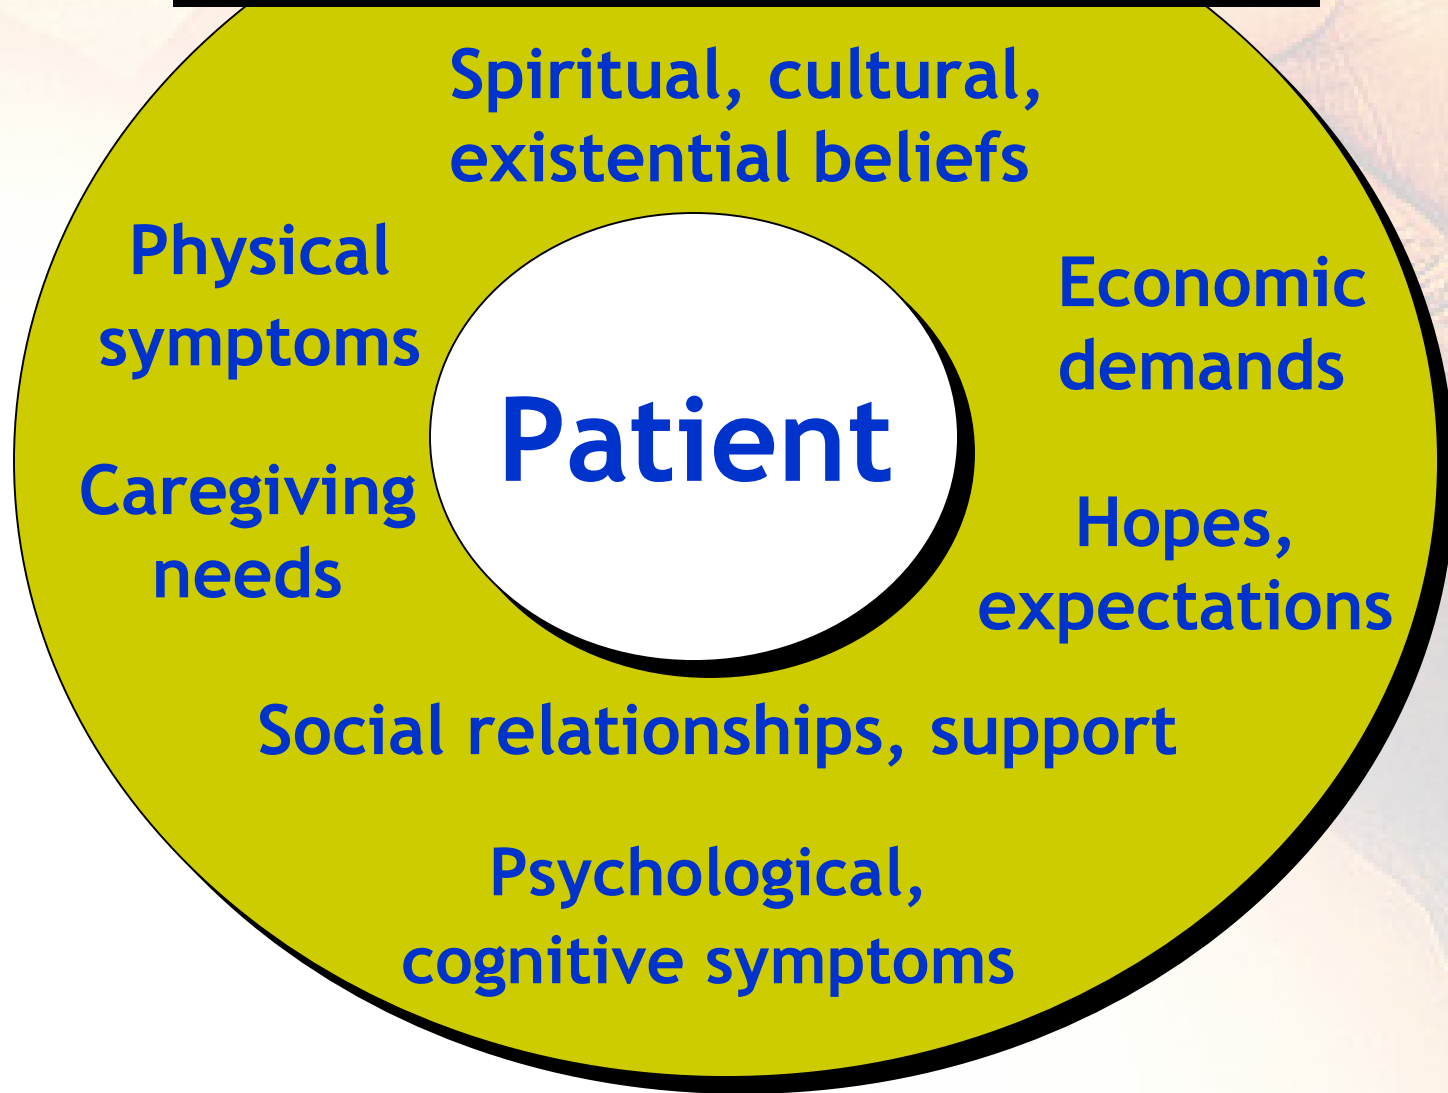 Spiritual, cultural,
existential beliefs
Physical
symptoms
Economic
demands
Patient
Caregiving
needs
Hopes,
expectations
Social relationships, support
Psychological,
cognitive symptoms